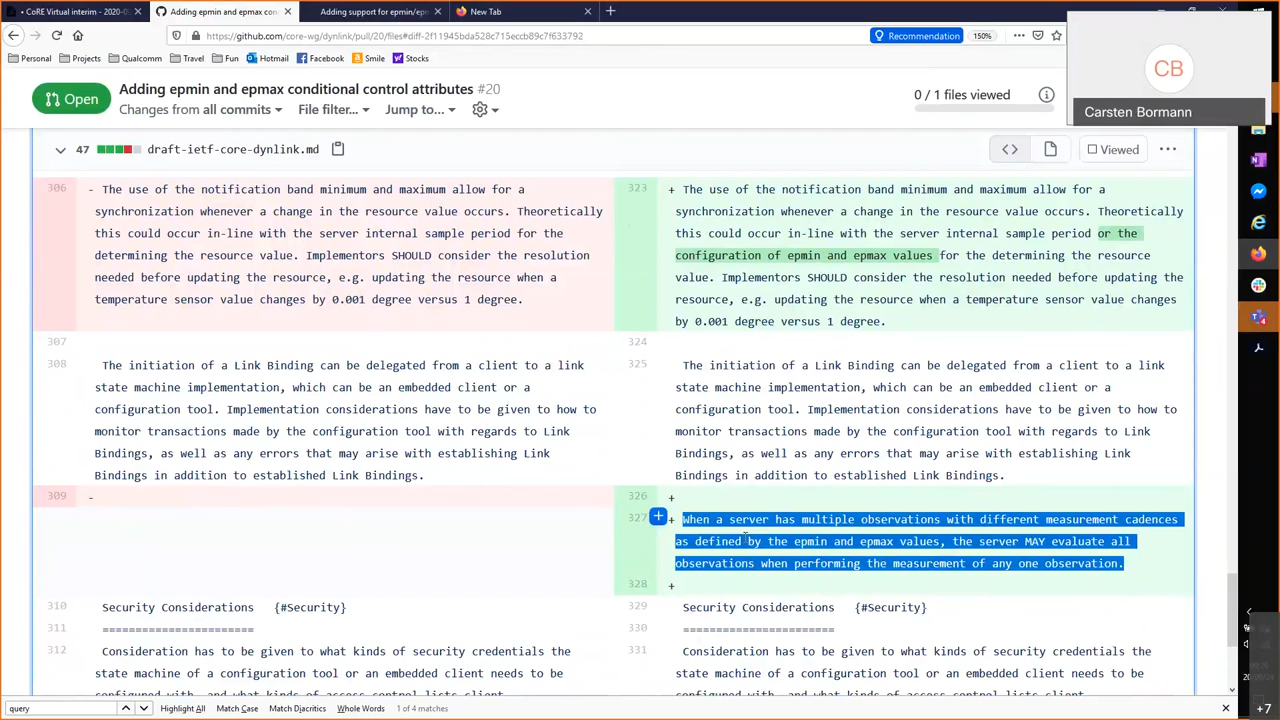 • CoRE Virtual interim - 2020-09
Adding epmin and epmax con
Adding support for epmin/ep
New Tab
https://github.com/core-wg/dynlink/pull/20/files#diff-2f11945bda528c715eccb89c7f633792
Recommendation
150%
Personal
Projects
Qualcomm
Travel
Fun
Hotmail
Facebook
Smile
Stocks
CB
Carsten Bormann
Open
Adding epmin and epmax conditional control attributes #20
Changes from all commits
File filter...
Jump to...
0 / 1 files viewed
47 draft-ietf-core-dynlink.md
Viewed
306 - The use of the notification band minimum and maximum allow for a
synchronization whenever a change in the resource value occurs. Theoretically
this could occur in-line with the server internal sample period for the
determining the resource value. Implementors SHOULD consider the resolution
needed before updating the resource, e.g. updating the resource when a
temperature sensor value changes by 0.001 degree versus 1 degree.
323 + The use of the notification band minimum and maximum allow for a
synchronization whenever a change in the resource value occurs. Theoretically
this could occur in-line with the server internal sample period or the
configuration of epmin and epmax values for the determining the resource
value. Implementors SHOULD consider the resolution needed before updating the
resource, e.g. updating the resource when a temperature sensor value changes
by 0.001 degree versus 1 degree.
307
324
308 The initiation of a Link Binding can be delegated from a client to a link
state machine implementation, which can be an embedded client or a
configuration tool. Implementation considerations have to be given to how to
monitor transactions made by the configuration tool with regards to Link
Bindings, as well as any errors that may arise with establishing Link
Bindings in addition to established Link Bindings.
325 The initiation of a Link Binding can be delegated from a client to a link
state machine implementation, which can be an embedded client or a
configuration tool. Implementation considerations have to be given to how to
monitor transactions made by the configuration tool with regards to Link
Bindings, as well as any errors that may arise with establishing Link
Bindings in addition to established Link Bindings.
309 -
326 +
327 + When a server has multiple observations with different measurement cadences
as defined by the epmin and epmax values, the server MAY evaluate all
observations when performing the measurement of any one observation.
328 +
310 Security Considerations {#Security}
311 =======================
312 Consideration has to be given to what kinds of security credentials the
state machine of a configuration tool or an embedded client needs to be
configured with, and what kinds of access control lists client
329 Security Considerations {#Security}
330 =======================
331 Consideration has to be given to what kinds of security credentials the
state machine of a configuration tool or an embedded client needs to be
configured with, and what kinds of access control lists client
query
Highlight All
Match Case
Match Diacritics
Whole Words
1 of 4 matches
+7